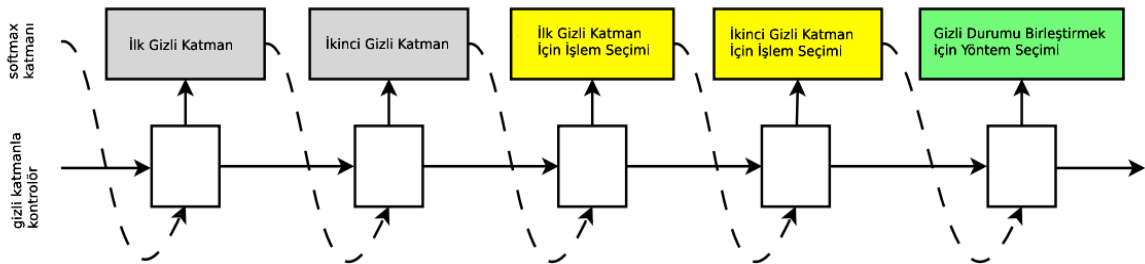 softmax
katmanı
İlk Gizli Katman
İkinci Gizli Katman
İlk Gizli Katman
İçin İşlem Seçimi
İkinci Gizli Katman
İçin İşlem Seçimi
Gizli Durumu Birleştirmek
için Yöntem Seçimi
gizli katmanla
kontrolör